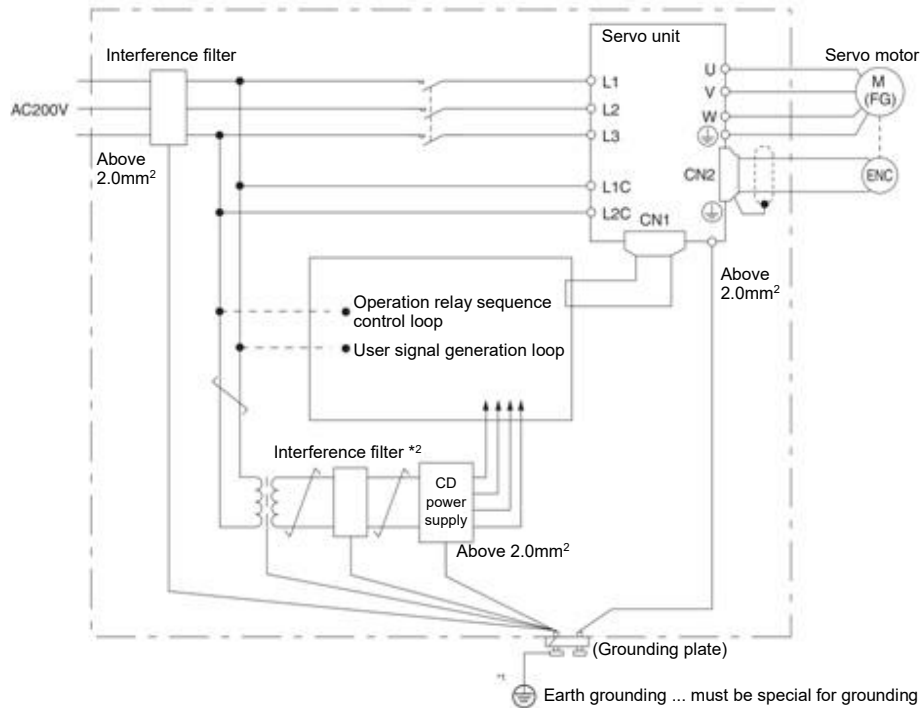 Interference filter
Servo unit
Servo motor
AC200V
L1
L2
L3
L1C
L2C
U
V
W
M
(FG)
CN2
ENC
CN1
Above
2.0mm²
Above
2.0mm²
Operation relay sequence
control loop
User signal generation loop
Interference filter *2
CD
power
supply
Above 2.0mm²
(Grounding plate)
*1
Earth grounding ... must be special for grounding